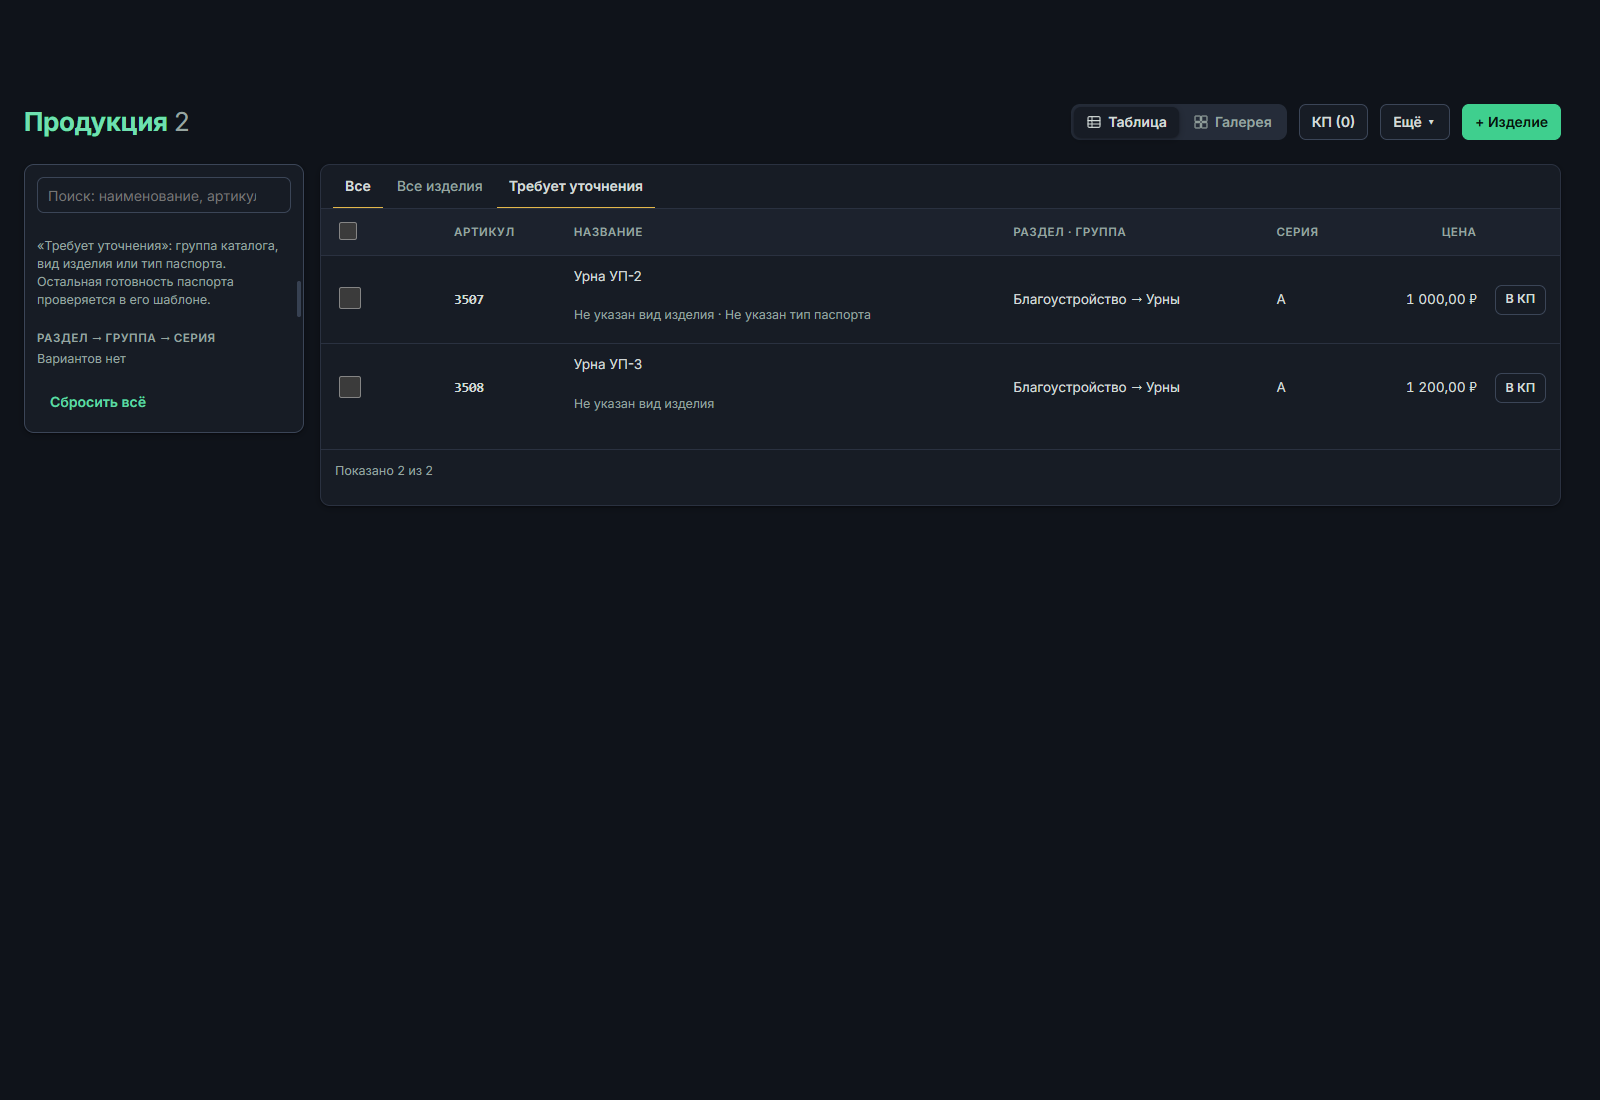 Продукция 2
Таблица
Галерея
КП (0)
Ещё ▾
+ Изделие
Поиск: наименование, артикул
«Требует уточнения»: группа каталога,
вид изделия или тип паспорта.
Остальная готовность паспорта
проверяется в его шаблоне.
РАЗДЕЛ → ГРУППА → СЕРИЯ
Вариантов нет
Сбросить всё
Все
Все изделия
Требует уточнения
АРТИКУЛ
НАЗВАНИЕ
РАЗДЕЛ · ГРУППА
СЕРИЯ
ЦЕНА
3507
Урна УП-2
Не указан вид изделия · Не указан тип паспорта
Благоустройство → Урны
А
1 000,00 ₽
В КП
3508
Урна УП-3
Не указан вид изделия
Благоустройство → Урны
А
1 200,00 ₽
В КП
Показано 2 из 2